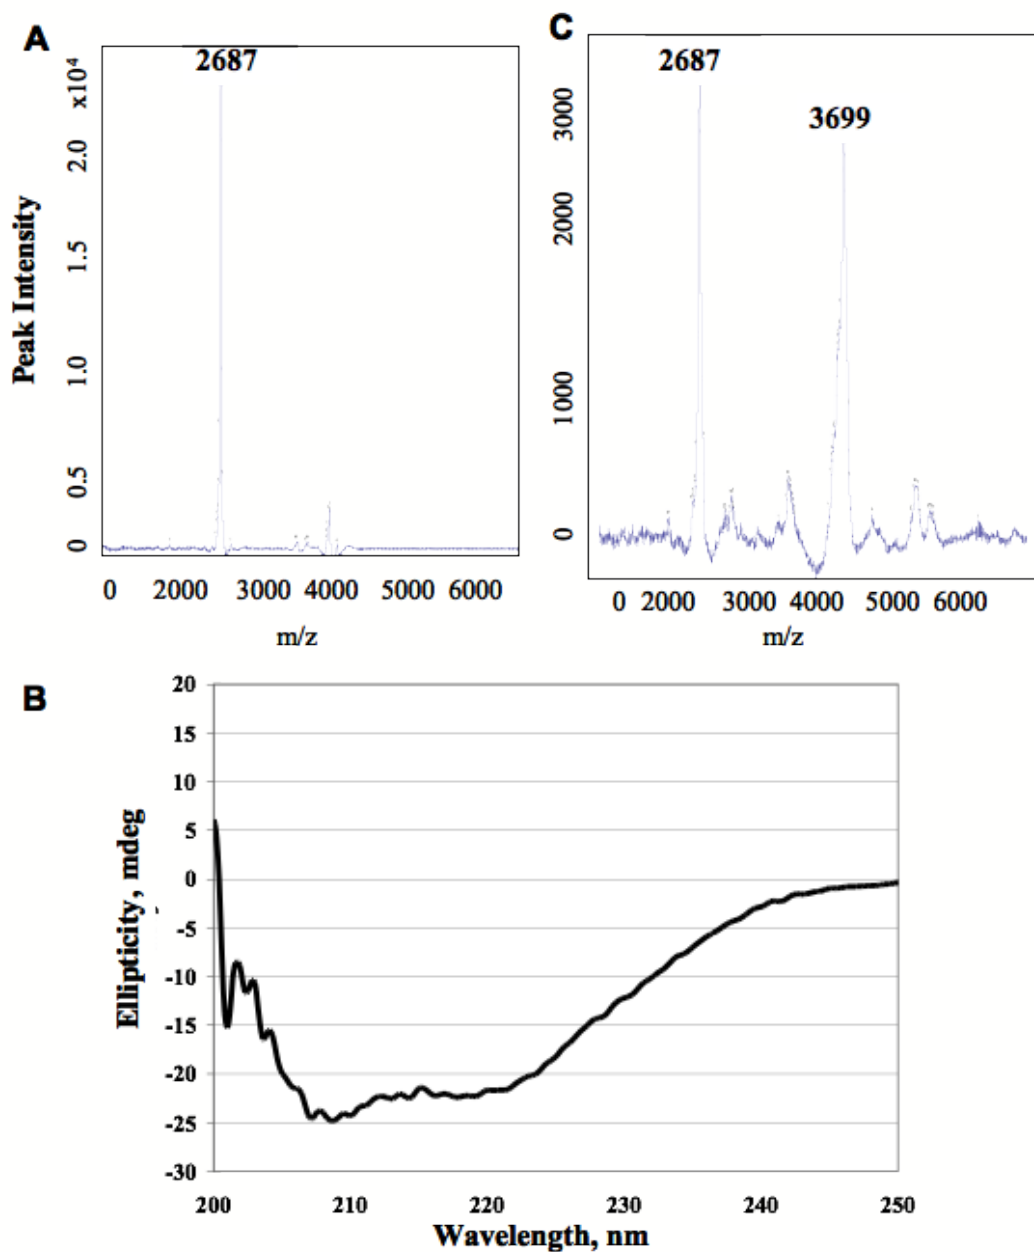 A
2687
x10⁴
2.0
1.5
1.0
0.5
0
Peak Intensity
0 2000 3000 4000 5000 6000
m/z
C
2687
3699
3000
2000
1000
0
0 2000 3000 4000 5000 6000
m/z
B
20
15
10
5
0
-5
-10
-15
-20
-25
-30
Ellipticity, mdeg
200 210 220 230 240 250
Wavelength, nm